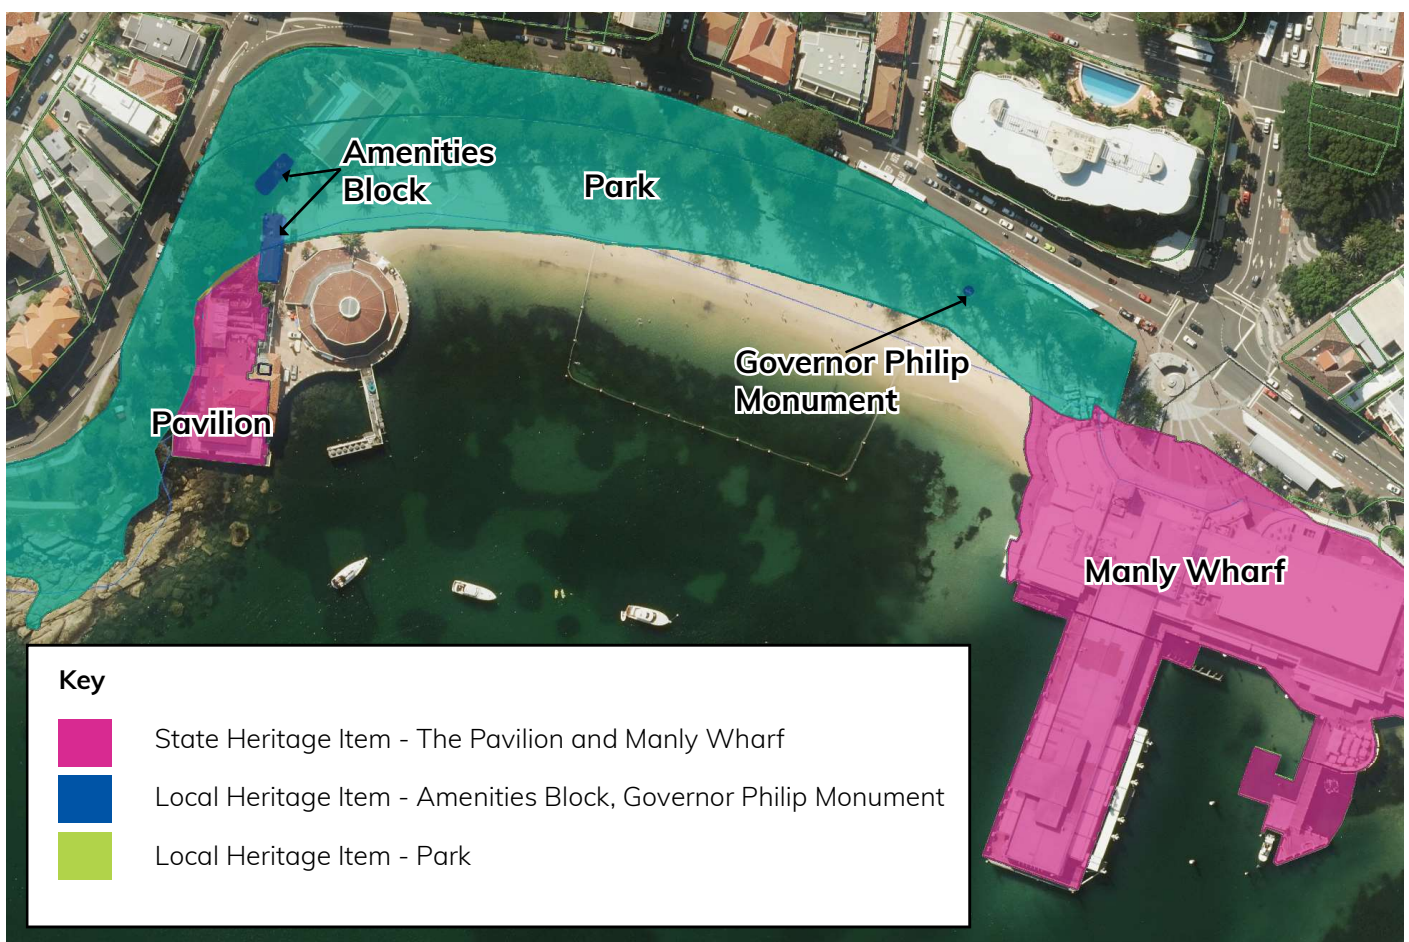 Amenities
Block
Park
Governor Philip
Monument
Pavilion
Manly Wharf
Key
State Heritage Item - The Pavilion and Manly Wharf
Local Heritage Item - Amenities Block, Governor Philip Monument
Local Heritage Item - Park